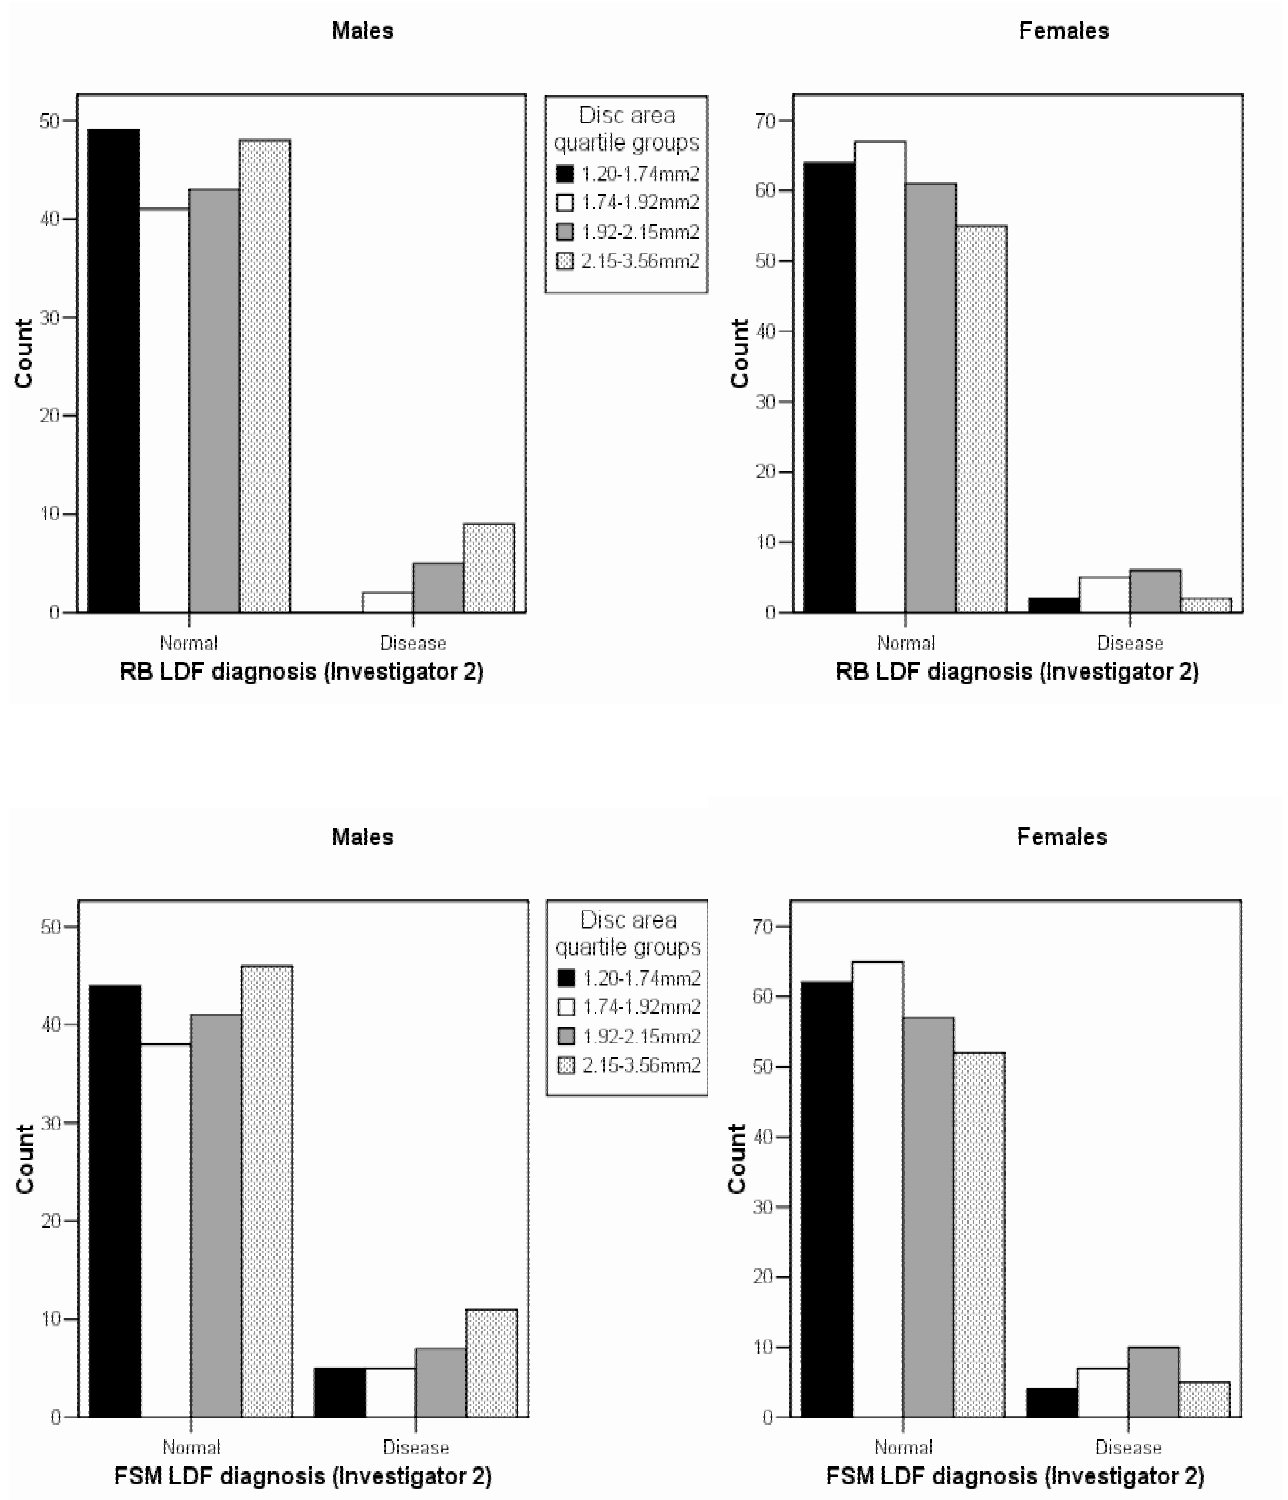 Males
Females
50
40
30
20
10
0
Count
Normal
Disease
RB LDF diagnosis (Investigator 2)
Disc area
quartile groups
1.20-1.74mm2
1.74-1.92mm2
1.92-2.15mm2
2.15-3.56mm2
70
60
50
40
30
20
10
0
Count
Normal
Disease
RB LDF diagnosis (Investigator 2)
Males
Females
50
40
30
20
10
0
Count
Normal
Disease
FSM LDF diagnosis (Investigator 2)
Disc area
quartile groups
1.20-1.74mm2
1.74-1.92mm2
1.92-2.15mm2
2.15-3.56mm2
70
60
50
40
30
20
10
0
Count
Normal
Disease
FSM LDF diagnosis (Investigator 2)